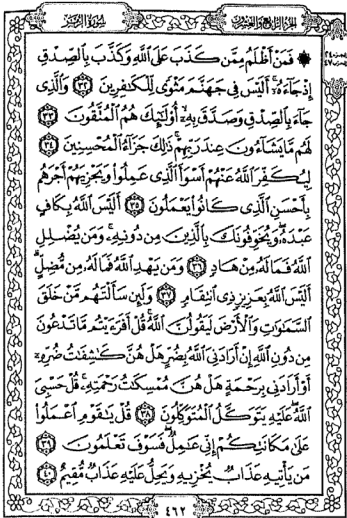 الجزء الرابع والعشرون
سورة الزمر
۞ فَمَنْ أَظْلَمُ مِمَّن كَذَبَ عَلَى ٱللَّهِ وَكَذَّبَ بِٱلصِّدْقِ
إِذْ جَآءَهُۥٓ ۚ أَلَيْسَ فِى جَهَنَّمَ مَثْوًى لِّلْكَٰفِرِينَ ٣٢ وَٱلَّذِى
جَآءَ بِٱلصِّدْقِ وَصَدَّقَ بِهِۦٓ ۙ أُو۟لَٰٓئِكَ هُمُ ٱلْمُتَّقُونَ ٣٣
لَهُم مَّا يَشَآءُونَ عِندَ رَبِّهِمْ ۚ ذَٰلِكَ جَزَآءُ ٱلْمُحْسِنِينَ ٣٤
لِيُكَفِّرَ ٱللَّهُ عَنْهُمْ أَسْوَأَ ٱلَّذِى عَمِلُوا۟ وَيَجْزِيَهُمْ أَجْرَهُم
بِأَحْسَنِ ٱلَّذِى كَانُوا۟ يَعْمَلُونَ ٣٥ أَلَيْسَ ٱللَّهُ بِكَافٍ
عَبْدَهُۥ ۖ وَيُخَوِّفُونَكَ بِٱلَّذِينَ مِن دُونِهِۦ ۚ وَمَن يُضْلِلِ
ٱللَّهُ فَمَا لَهُۥ مِنْ هَادٍ ٣٦ وَمَن يَهْدِ ٱللَّهُ فَمَا لَهُۥ مِن مُّضِلٍّ ۗ
أَلَيْسَ ٱللَّهُ بِعَزِيزٍ ذِى ٱنتِقَامٍ ٣٧ وَلَئِن سَأَلْتَهُم مَّنْ خَلَقَ
ٱلسَّمَٰوَٰتِ وَٱلْأَرْضَ لَيَقُولُنَّ ٱللَّهُ ۚ قُلْ أَفَرَءَيْتُم مَّا تَدْعُونَ
مِن دُونِ ٱللَّهِ إِنْ أَرَادَنِىَ ٱللَّهُ بِضُرٍّ هَلْ هُنَّ كَٰشِفَٰتُ ضُرِّهِۦٓ
أَوْ أَرَادَنِى بِرَحْمَةٍ هَلْ هُنَّ مُمْسِكَٰتُ رَحْمَتِهِۦ ۚ قُلْ حَسْبِىَ
ٱللَّهُ ۖ عَلَيْهِ يَتَوَكَّلُ ٱلْمُتَوَكِّلُونَ ٣٨ قُلْ يَٰقَوْمِ ٱعْمَلُوا۟
عَلَىٰ مَكَانَتِكُمْ إِنِّى عَٰمِلٌ ۖ فَسَوْفَ تَعْلَمُونَ ٣٩
مَن يَأْتِيهِ عَذَابٌ يُخْزِيهِ وَيَحِلُّ عَلَيْهِ عَذَابٌ مُّقِيمٌ ٤٠
٤٦٢